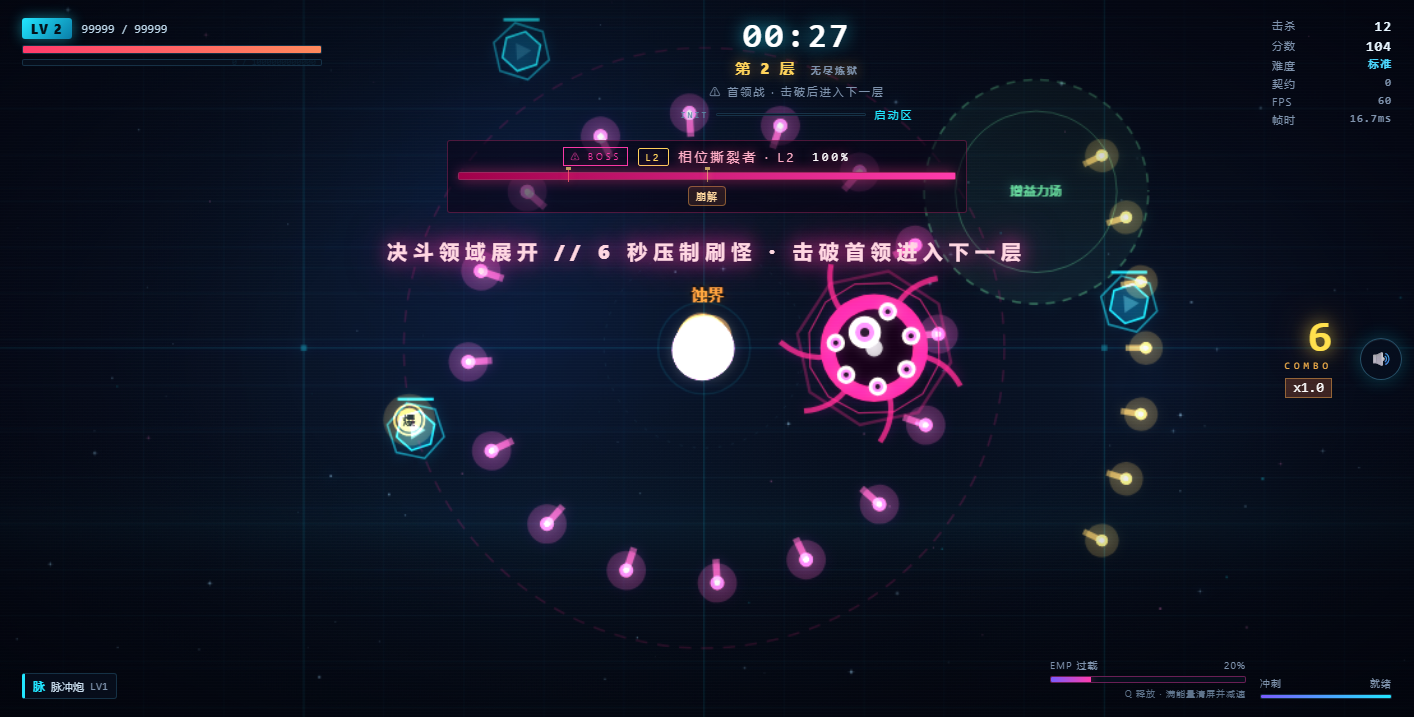 LV 2 99999 / 99999
00:27
第 2 层 无尽炼狱
⚠ 首领战 · 击破后进入下一层
启动区
击杀 12
分数 104
难度 标准
契约 0
FPS 60
帧时 16.7ms
⚠ BOSS L2 相位撕裂者 · L2 100%
崩解
增益力场
决斗领域展开 // 6 秒压制刷怪 · 击破首领进入下一层
蚀界
6
COMBO
x1.0
爆
脉 脉冲炮 LV1
EMP 过载 20%
Q 释放 · 满能量清屏并减速
冲刺 就绪